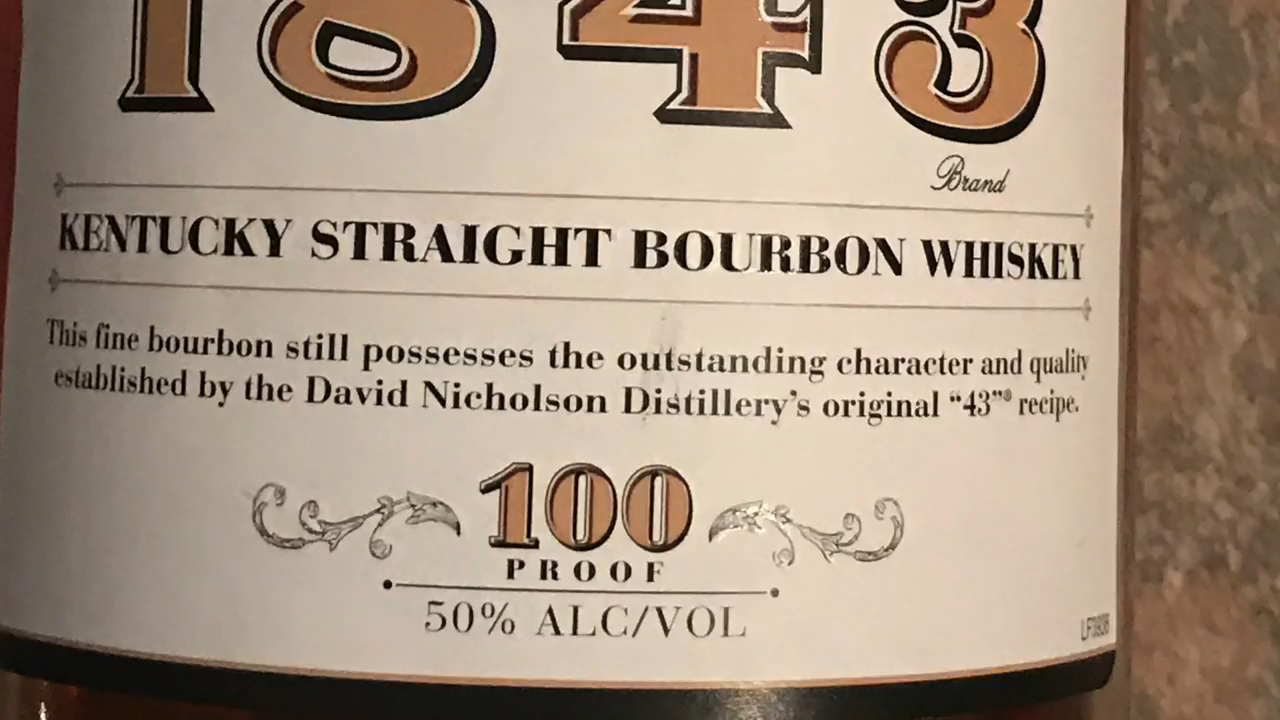 1843
Brand
KENTUCKY STRAIGHT BOURBON WHISKEY
This fine bourbon still possesses the outstanding character and quality
established by the David Nicholson Distillery's original “43”® recipe.
100
PROOF
50% ALC/VOL